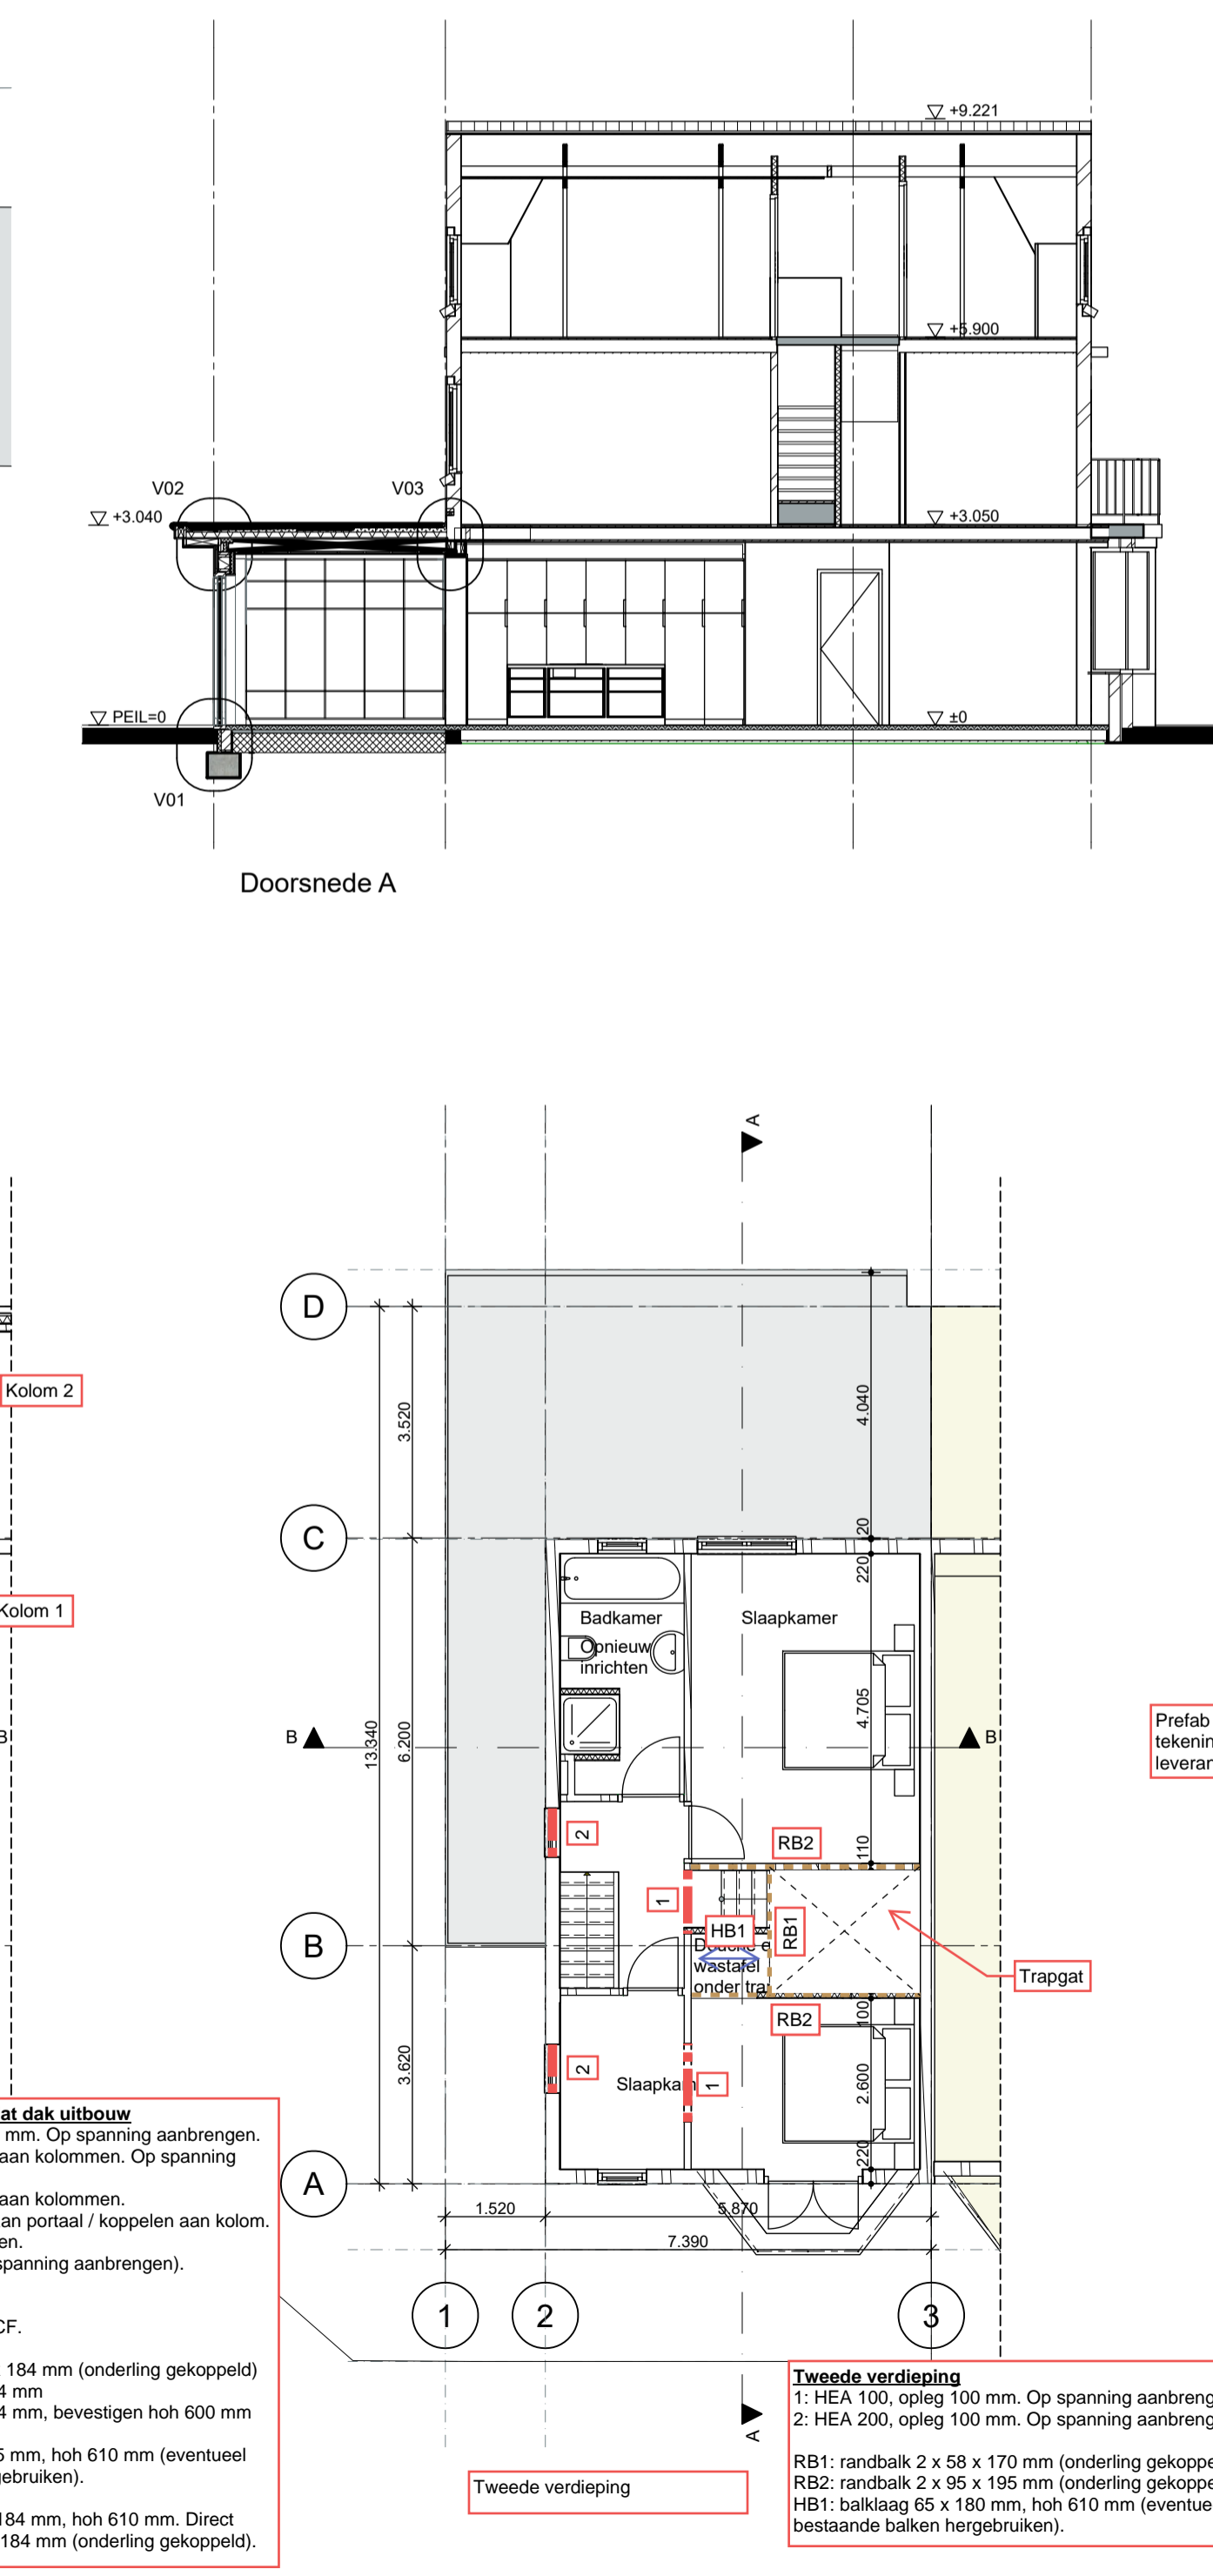 +9.221
+5.900
V02
V03
+3.040
+3.050
PEIL=0
±0
V01
Doorsnede A
A
D
Kolom 2
3.520
4.040
C
20
220
Kolom 1
Badkamer
Slaapkamer
Opnieuw
inrichten
4.705
B
B
B
13.340
6.200
Prefab
2
RB2
110
1
HB1
RB1
B
wastafel
onder
Trapgat
RB2
100
3.620
2
Slaapkam
1
2.600
at dak uitbouw
mm. Op spanning aanbrengen.
aan kolommen. Op spanning
A
220
aan kolommen.
1.520
5.870
an portaal / koppelen aan kolom.
en.
7.390
spanning aanbrengen).
1
2
3
CF.
184 mm (onderling gekoppeld)
4 mm
4 mm, bevestigen hoh 600 mm
5 mm, hoh 610 mm (eventueel
gebruiken).
184 mm, hoh 610 mm. Direct
184 mm (onderling gekoppeld).
A
Tweede verdieping
Tweede verdieping
1: HEA 100, opleg 100 mm. Op spanning aanbreng
2: HEA 200, opleg 100 mm. Op spanning aanbreng
RB1: randbalk 2 x 58 x 170 mm (onderling gekoppe
RB2: randbalk 2 x 95 x 195 mm (onderling gekoppe
HB1: balklaag 65 x 180 mm, hoh 610 mm (eventue
bestaande balken hergebruiken).